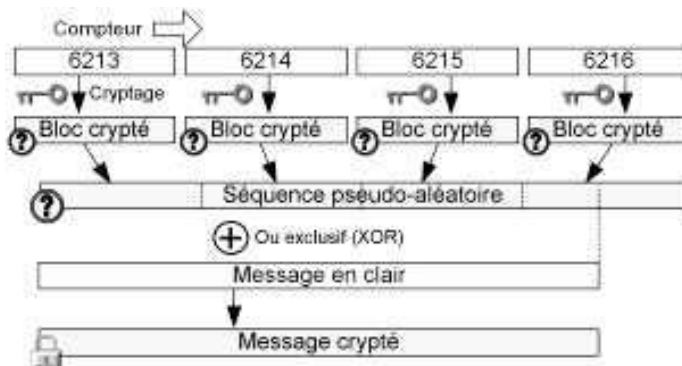 Compteur
6213 6214 6215 6216
Cryptage
Bloc crypté Bloc crypté Bloc crypté Bloc crypté
? ? ? ?
Séquence pseudo-aléatoire
?
Ou exclusif (XOR)
Message en clair
Message crypté